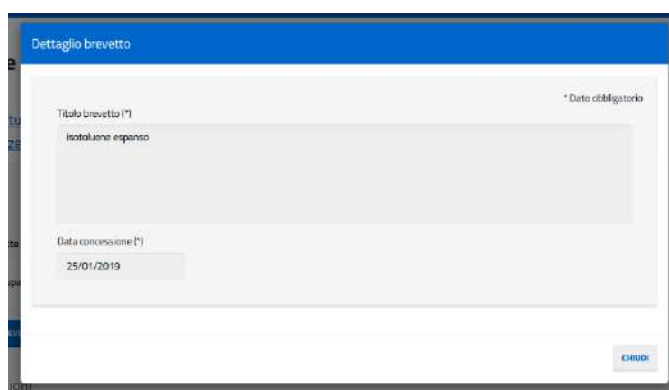 Dettaglio brevetto
* Dato obbligatorio
Titolo brevetto (*)
isotoluene espanso
Data concessione (*)
25/01/2019
CHIUDI